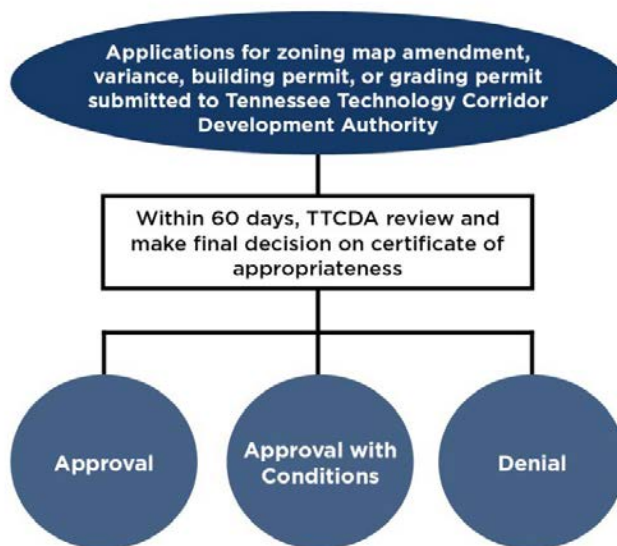 Applications for zoning map amendment,
variance, building permit, or grading permit
submitted to Tennessee Technology Corridor
Development Authority
Within 60 days, TTCDA review and
make final decision on certificate of
appropriateness
Approval
Approval with
Conditions
Denial